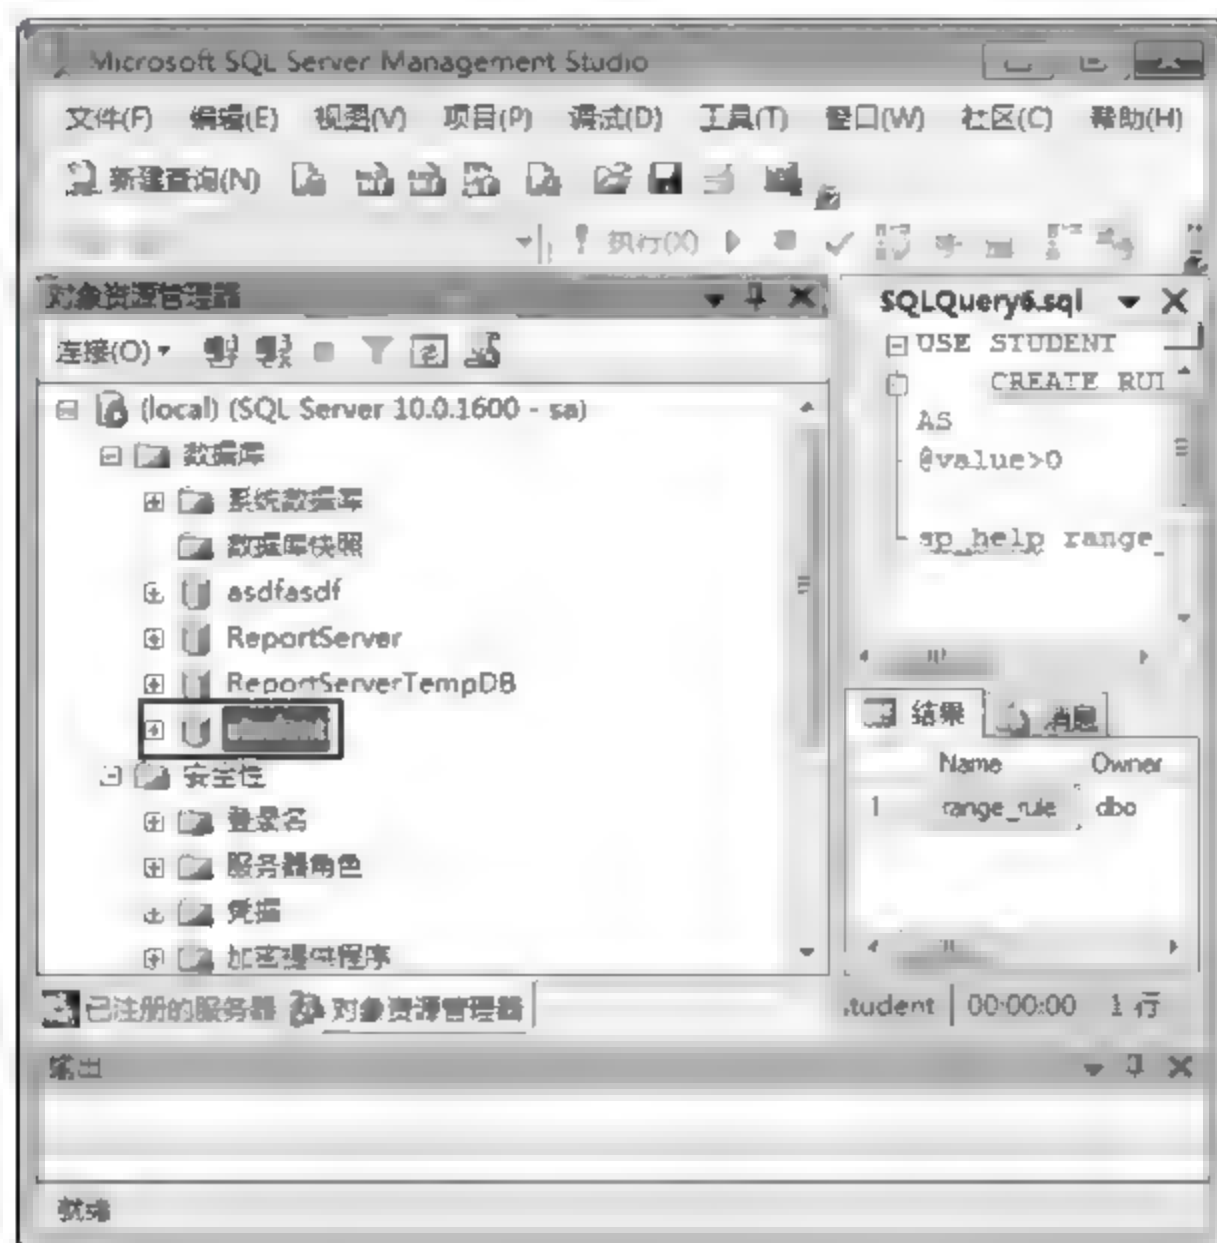 Microsoft SQL Server Management Studio
文件(F) 编辑(E) 视图(V) 项目(P) 调试(D) 工具(T) 窗口(W) 社区(C) 帮助(H)
新建查询(N)
执行(X)
对象资源管理器
连接(O)
(local) (SQL Server 10.0.1600 - sa)
数据库
系统数据库
数据库快照
asdfasdf
ReportServer
ReportServerTempDB
安全性
登录名
服务器角色
凭据
加密提供程序
已注册的服务器 对象资源管理器
SQLQuery6.sql
USE STUDENT
CREATE RUL
AS
@value>0
sp_help range_
结果 消息
Name Owner
1 range_rule dbo
tudent 00:00:00 1 行
输出
就绪